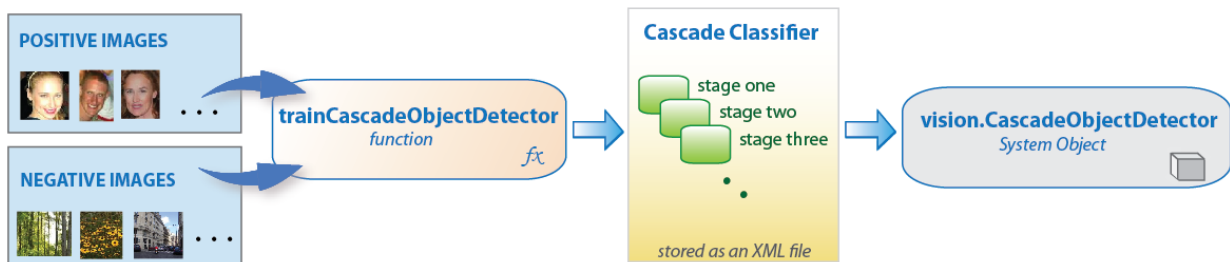 POSITIVE IMAGES
. . .
NEGATIVE IMAGES
. . .
trainCascadeObjectDetector
function
fx
Cascade Classifier
stage one
stage two
stage three
stored as an XML file
vision.CascadeObjectDetector
System Object